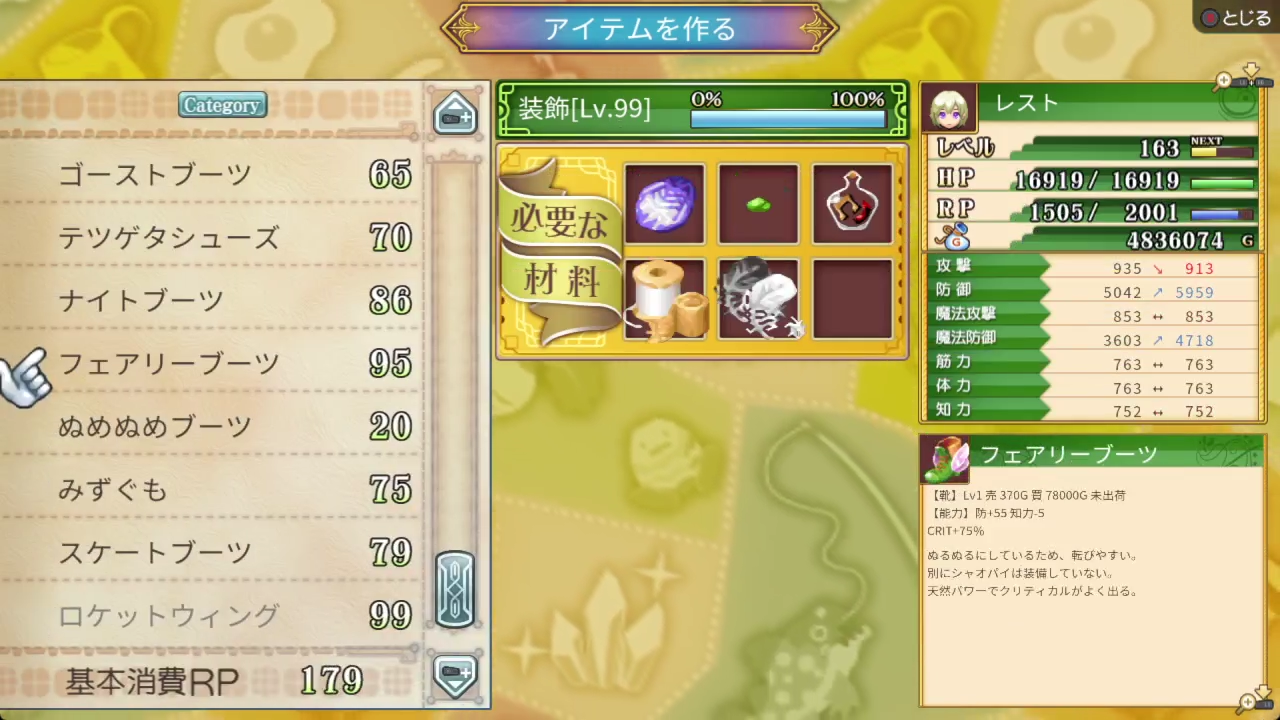 アイテムを作る
とじる
Category
ゴーストブーツ 65
テツゲタシューズ 70
ナイトブーツ 86
フェアリーブーツ 95
ぬめぬめブーツ 20
みずぐも 75
スケートブーツ 79
ロケットウィング 99
基本消費RP 179
装飾[Lv.99] 0% 100%
必要な
材料
レスト
レベル 163 NEXT
HP 16919/ 16919
RP 1505/ 2001
G 4836074 G
攻撃 935 ↘ 913
防御 5042 ↗ 5959
魔法攻撃 853 ↔ 853
魔法防御 3603 ↗ 4718
筋力 763 ↔ 763
体力 763 ↔ 763
知力 752 ↔ 752
フェアリーブーツ
【靴】Lv1 売 370G 買 78000G 未出荷
【能力】防+55 知力-5
CRIT+75%
ぬるぬるにしているため、転びやすい。
別にシャオパイは装備していない。
天然パワーでクリティカルがよく出る。